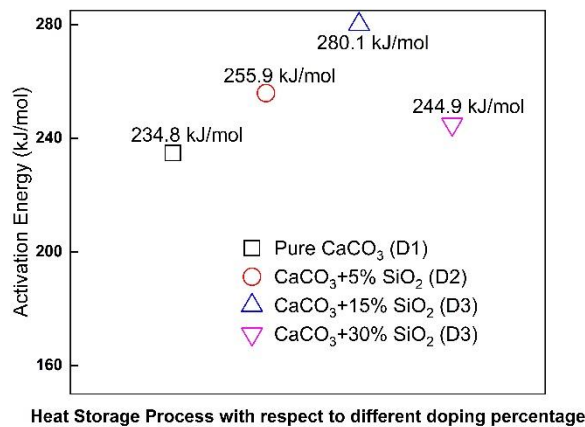 280
240
200
160
Activation Energy (kJ/mol)
280.1 kJ/mol
255.9 kJ/mol
244.9 kJ/mol
234.8 kJ/mol
Pure CaCO₃ (D1)
CaCO₃+5% SiO₂ (D2)
CaCO₃+15% SiO₂ (D3)
CaCO₃+30% SiO₂ (D3)
Heat Storage Process with respect to different doping percentage